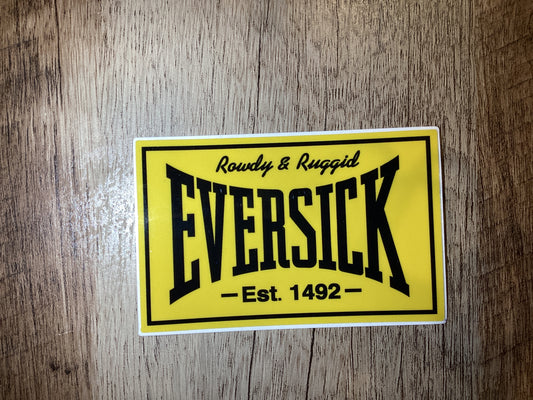 Rowdy & Ruggid
EVERSICK
–Est. 1492–